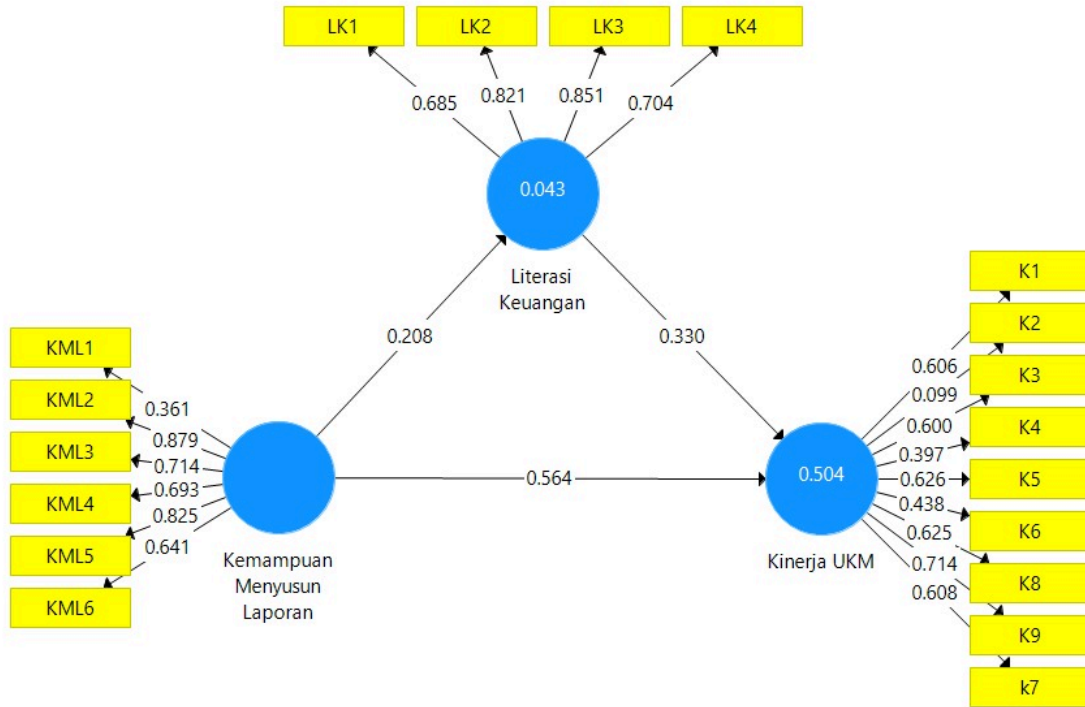 LK1
LK2
LK3
LK4
0.685
0.821
0.851
0.704
0.043
Literasi
Keuangan
0.208
0.330
KML1
KML2
KML3
KML4
KML5
KML6
0.361
0.879
0.714
0.693
0.825
0.641
Kemampuan
Menyusun
Laporan
0.564
0.504
Kinerja UKM
0.606
0.099
0.600
0.397
0.626
0.438
0.625
0.714
0.608
K1
K2
K3
K4
K5
K6
K8
K9
k7